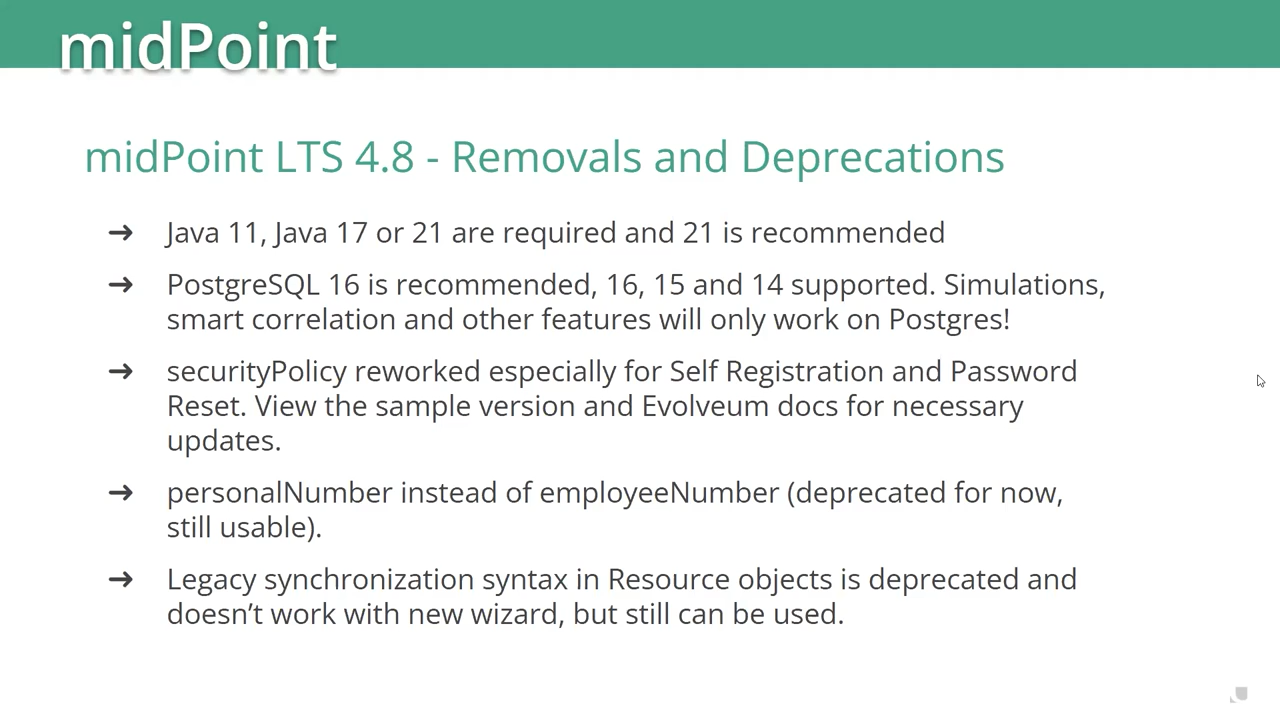 midPoint
midPoint LTS 4.8 - Removals and Deprecations
➔ Java 11, Java 17 or 21 are required and 21 is recommended
➔ PostgreSQL 16 is recommended, 16, 15 and 14 supported. Simulations,
smart correlation and other features will only work on Postgres!
➔ securityPolicy reworked especially for Self Registration and Password
Reset. View the sample version and Evolveum docs for necessary
updates.
➔ personalNumber instead of employeeNumber (deprecated for now,
still usable).
➔ Legacy synchronization syntax in Resource objects is deprecated and
doesn’t work with new wizard, but still can be used.